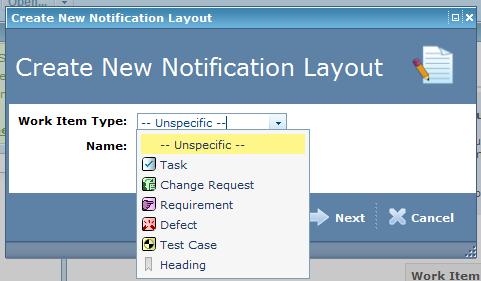 Open...
Create New Notification Layout
Create New Notification Layout
Work Item Type: -- Unspecific --
Name:
-- Unspecific --
Task
Change Request
Requirement
Defect
Test Case
Heading
Next Cancel
Work Item